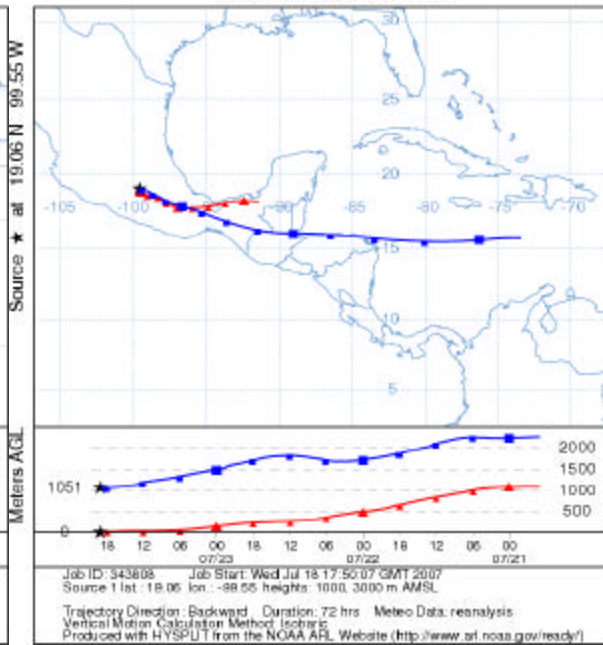 Source ★ at 19.06 N 99.55 W
30
25
20
-105 -100 -90 -85 -80 -75 -70
15
10
5
Meters AGL
2000
1500
1051 1000
500
0
18 12 06 00 18 12 06 00 18 12 06 00
07/23 07/22 07/21
Job ID: 343808 Job Start: Wed Jul 18 17:50:07 GMT 2007
Source 1 lat.: 19.06 lon.: -99.55 heights: 1000, 3000 m AMSL
Trajectory Direction: Backward Duration: 72 hrs Meteo Data: reanalysis
Vertical Motion Calculation Method: Isobaric
Produced with HYSPLIT from the NOAA ARL Website (http://www.arl.noaa.gov/ready/)